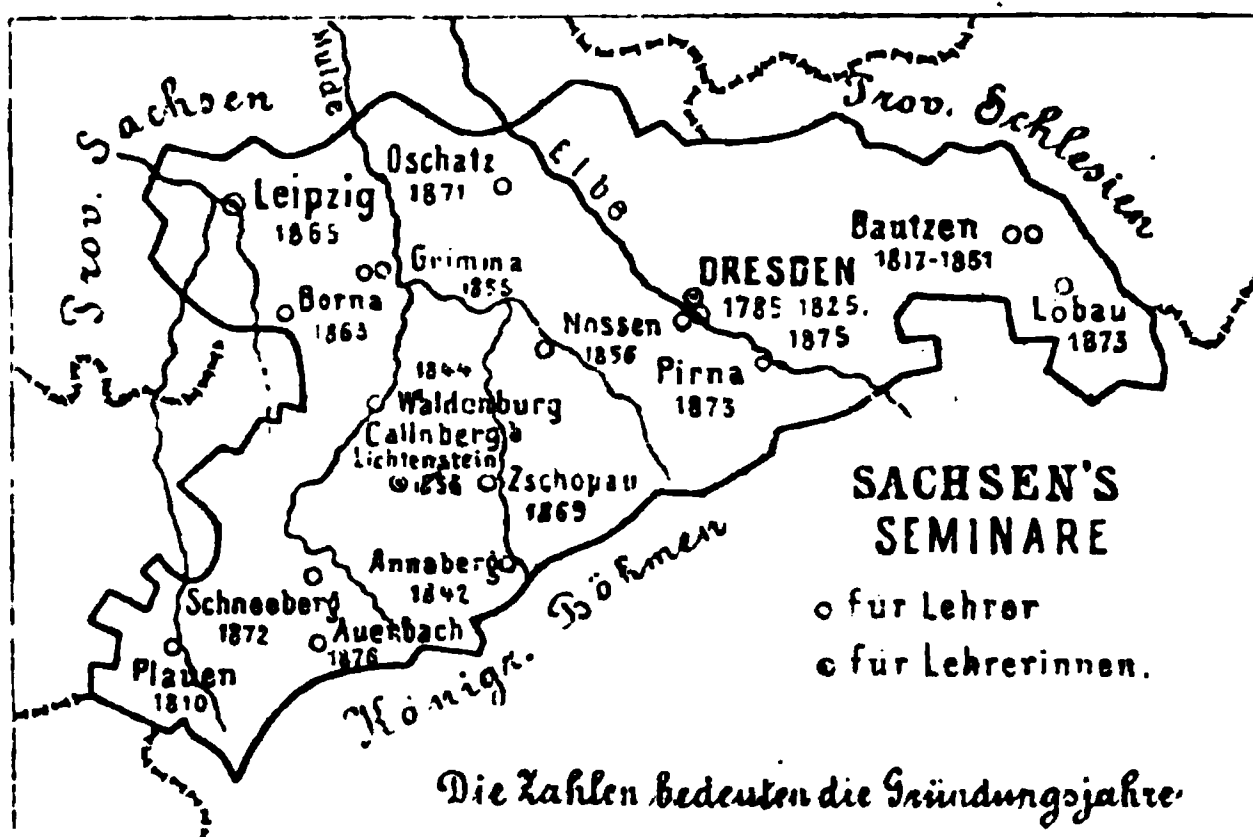 Mulde
Prov. Sachsen
Prov. Schlesien
Elbe
Oschatz
1871
Leipzig
1865
Bautzen
1817-1851
Grimma
1855
DRESDEN
1785 1825.
1875
Borna
1863
Löbau
1873
Nossen
1856
Pirna
1873
1844
Waldenburg
Callnberg b
Lichtenstein
1856
Zschopau
1869
Annaberg
1842
Schneeberg
1872
Auerbach
1876
Plauen
1810
Königr. Böhmen
SACHSEN'S
SEMINARE
o für Lehrer
für Lehrerinnen.
Die Zahlen bedeuten die Gründungsjahre.